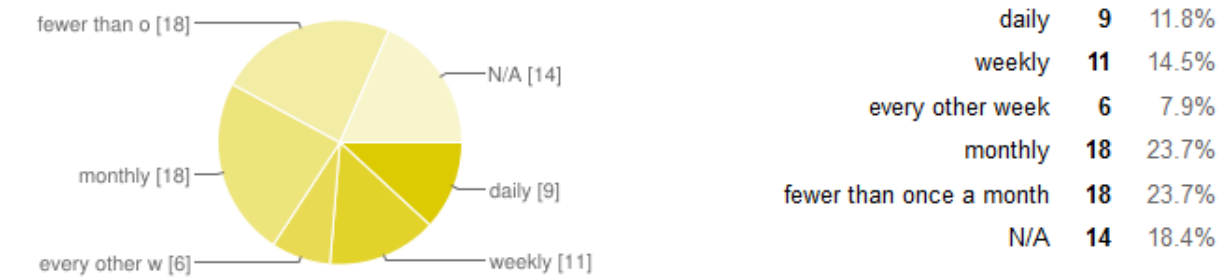 fewer than o [18]
N/A [14]
monthly [18]
daily [9]
every other w [6]
weekly [11]
daily 9 11.8%
weekly 11 14.5%
every other week 6 7.9%
monthly 18 23.7%
fewer than once a month 18 23.7%
N/A 14 18.4%